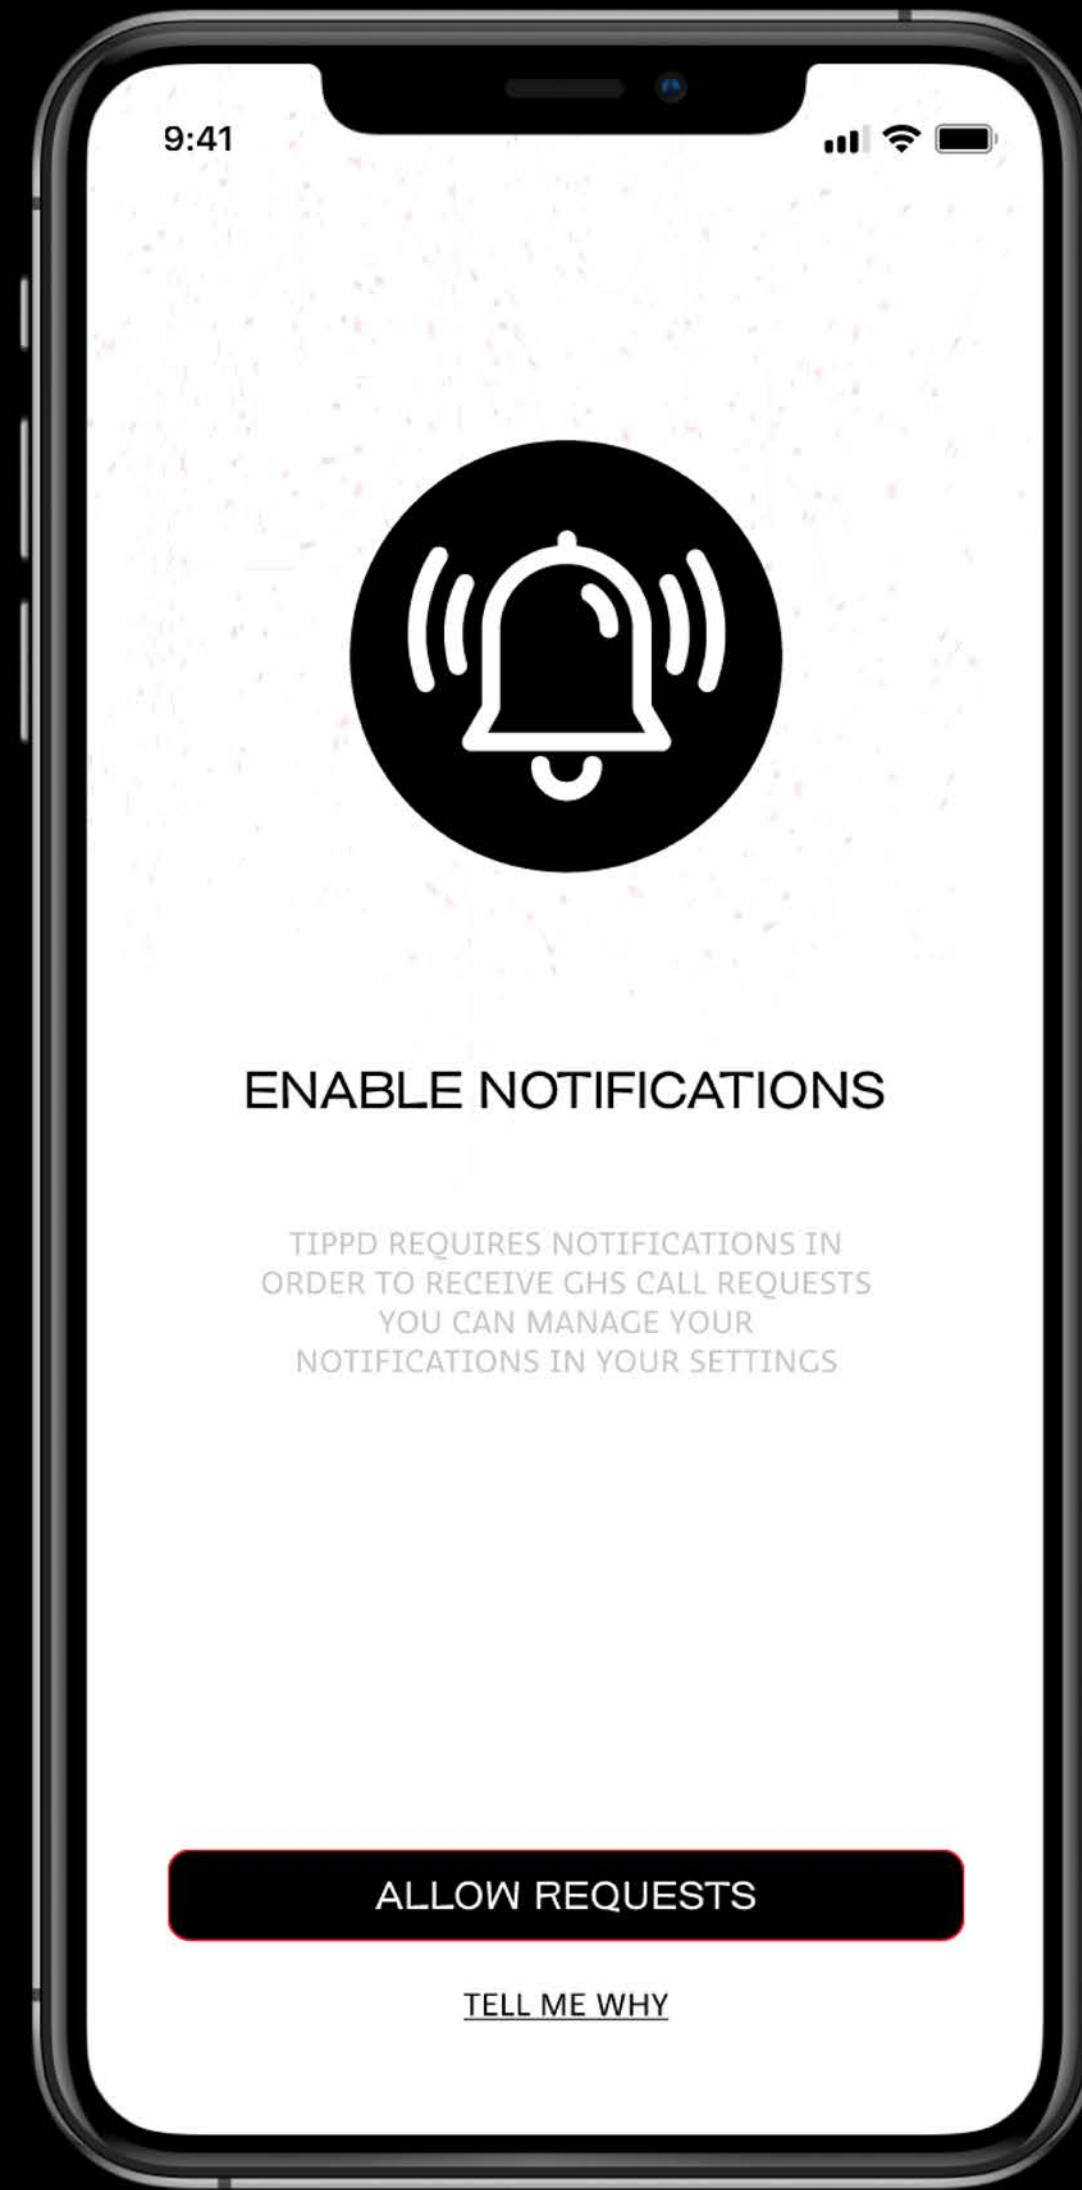 9:41
ENABLE NOTIFICATIONS
TIPPD REQUIRES NOTIFICATIONS IN
ORDER TO RECEIVE GHS CALL REQUESTS
YOU CAN MANAGE YOUR
NOTIFICATIONS IN YOUR SETTINGS
ALLOW REQUESTS
TELL ME WHY